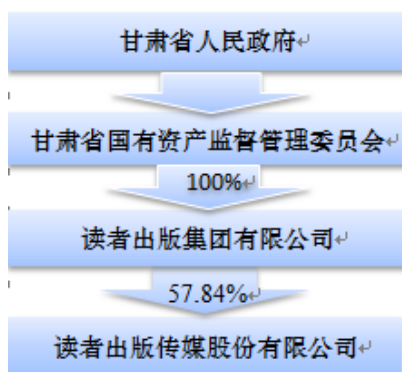 甘肃省人民政府
甘肃省国有资产监督管理委员会
100%
读者出版集团有限公司
57.84%
读者出版传媒股份有限公司